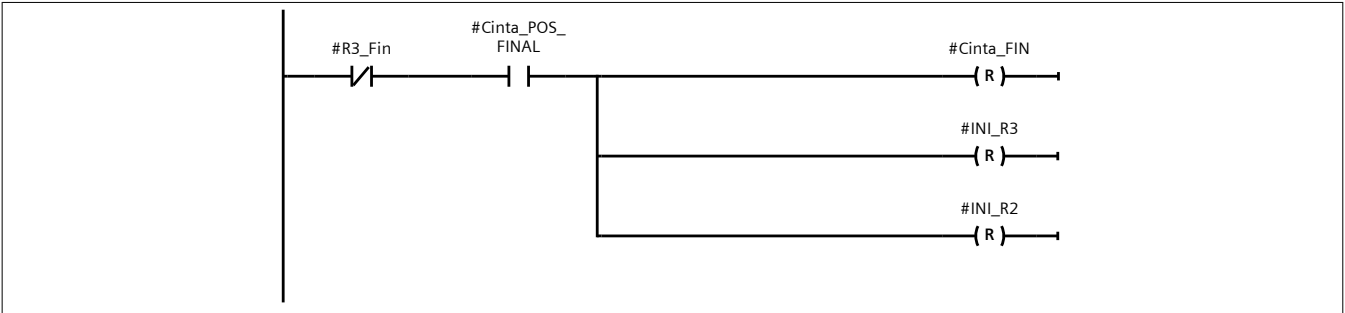 #R3_Fin
#Cinta_POS_
FINAL
#Cinta_FIN
R
#INI_R3
R
#INI_R2
R